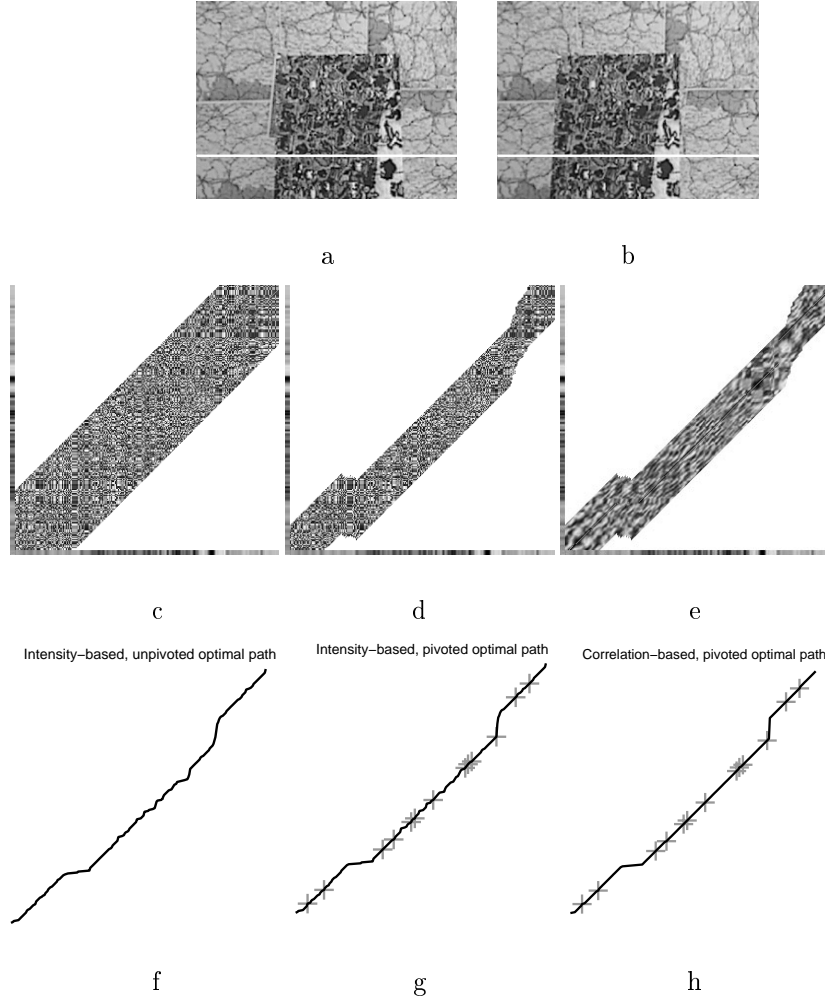 a
b
c
d
e
Intensity−based, unpivoted optimal path
Intensity−based, pivoted optimal path
Correlation−based, pivoted optimal path
f
g
h